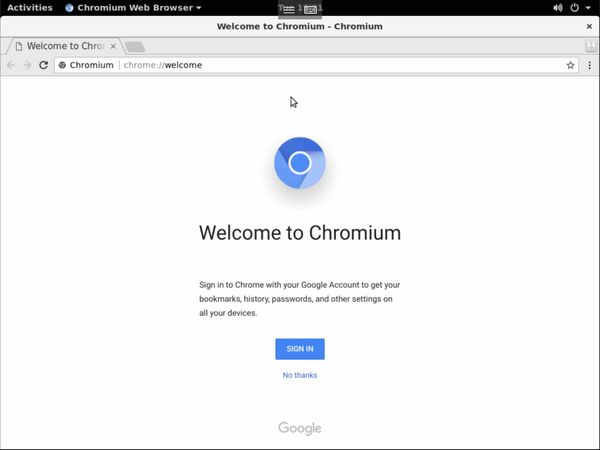 Activities Chromium Web Browser
Welcome to Chromium - Chromium
Welcome to Chror
Chromium chrome://welcome
Welcome to Chromium
Sign in to Chrome with your Google Account to get your
bookmarks, history, passwords, and other settings on
all your devices.
SIGN IN
No thanks
Google